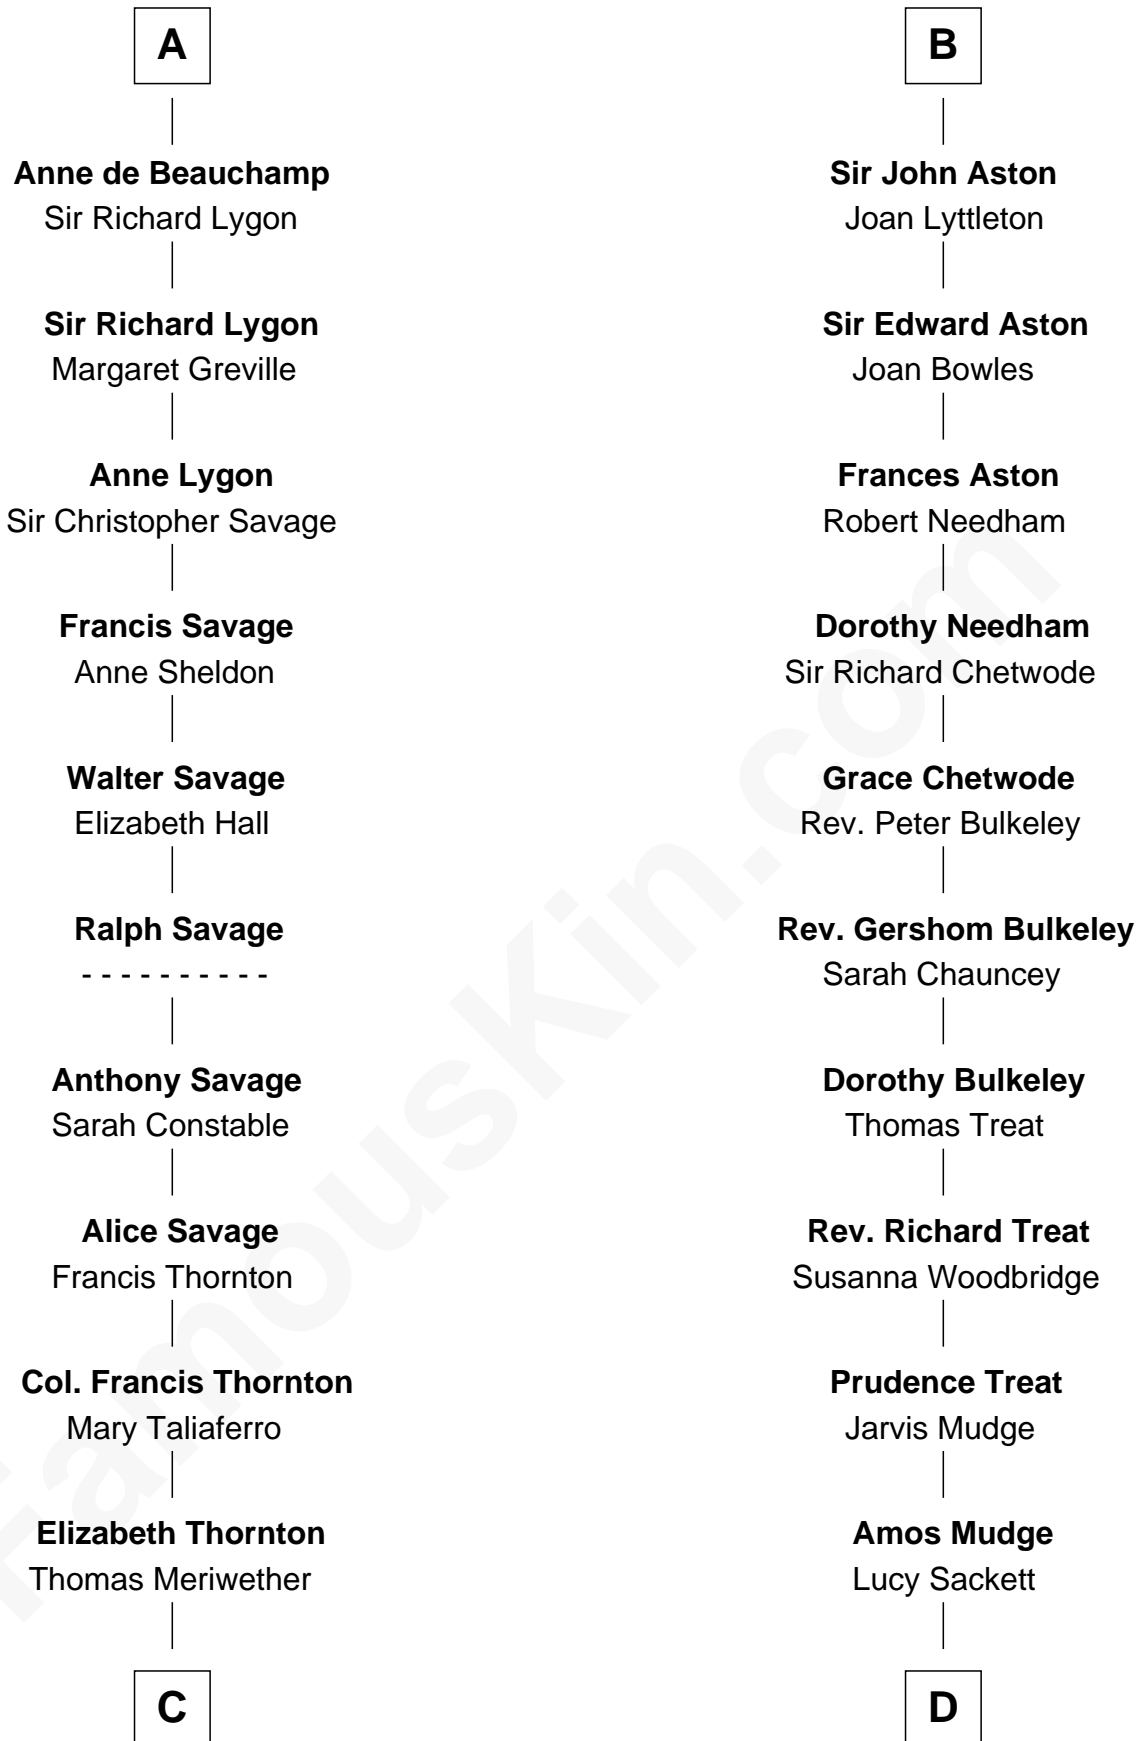 A
Anne de Beauchamp
Sir Richard Lygon
Sir Richard Lygon
Margaret Greville
Anne Lygon
Sir Christopher Savage
Francis Savage
Anne Sheldon
Walter Savage
Elizabeth Hall
Ralph Savage
- - - - - - - - - -
Anthony Savage
Sarah Constable
Alice Savage
Francis Thornton
Col. Francis Thornton
Mary Taliaferro
Elizabeth Thornton
Thomas Meriwether
C
B
Sir John Aston
Joan Lyttleton
Sir Edward Aston
Joan Bowles
Frances Aston
Robert Needham
Dorothy Needham
Sir Richard Chetwode
Grace Chetwode
Rev. Peter Bulkeley
Rev. Gershom Bulkeley
Sarah Chauncey
Dorothy Bulkeley
Thomas Treat
Rev. Richard Treat
Susanna Woodbridge
Prudence Treat
Jarvis Mudge
Amos Mudge
Lucy Sackett
D
FamousKin.com